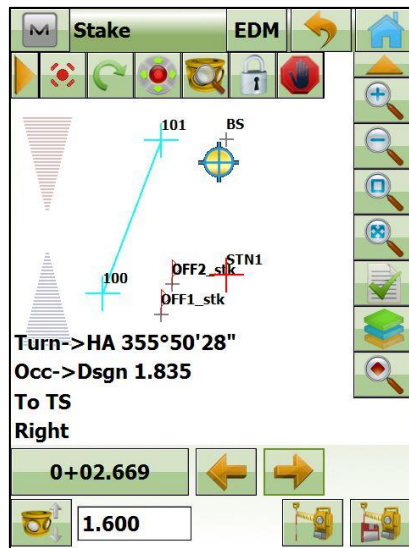 M Stake EDM
101 BS
OFF2_stk STN1
100 OFF1_stk
Turn->HA 355°50'28"
Occ->Dsgn 1.835
To TS
Right
0+02.669
1.600